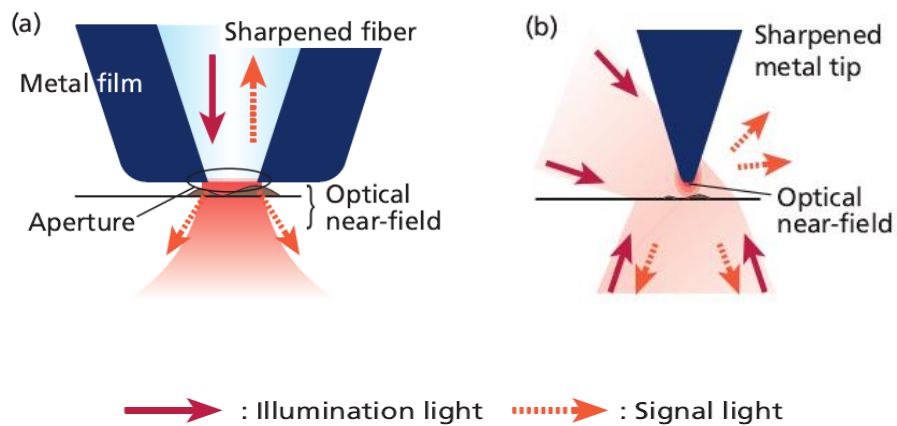 (a)
Sharpened fiber
Metal film
Aperture
Optical
near-field
(b)
Sharpened
metal tip
Optical
near-field
: Illumination light
: Signal light